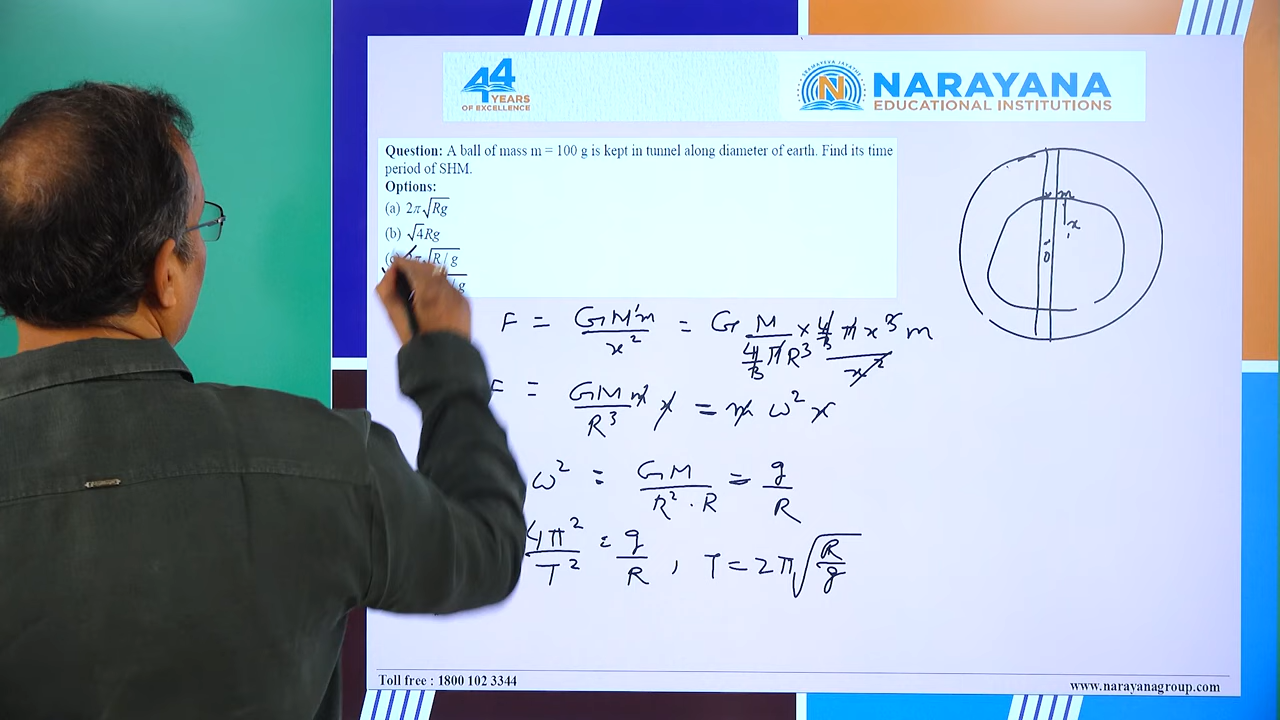 44
YEARS
OF EXCELLENCE
N
NARAYANA
EDUCATIONAL INSTITUTIONS
Question: A ball of mass m = 100 g is kept in tunnel along diameter of earth. Find its time
period of SHM.
Options:
(a) 2π√Rg
(b) √4Rg
π√R/g
/g
m
x
0
F = GM'm/x² = G M/(4/3 πR³) × 4/3 πx³m/x²
= GMm/R³ x = m ω² x
ω² = GM/R²·R = g/R
4π²/T² = g/R , T = 2π√R/g
Toll free : 1800 102 3344
www.narayanagroup.com